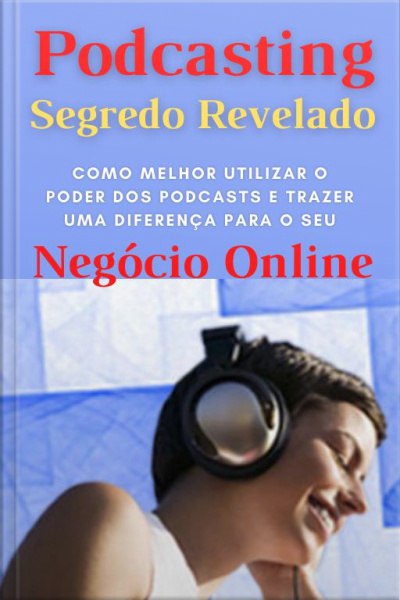 Podcasting
Segredo Revelado
COMO MELHOR UTILIZAR O
PODER DOS PODCASTS E TRAZER
UMA DIFERENÇA PARA O SEU
Negócio Online